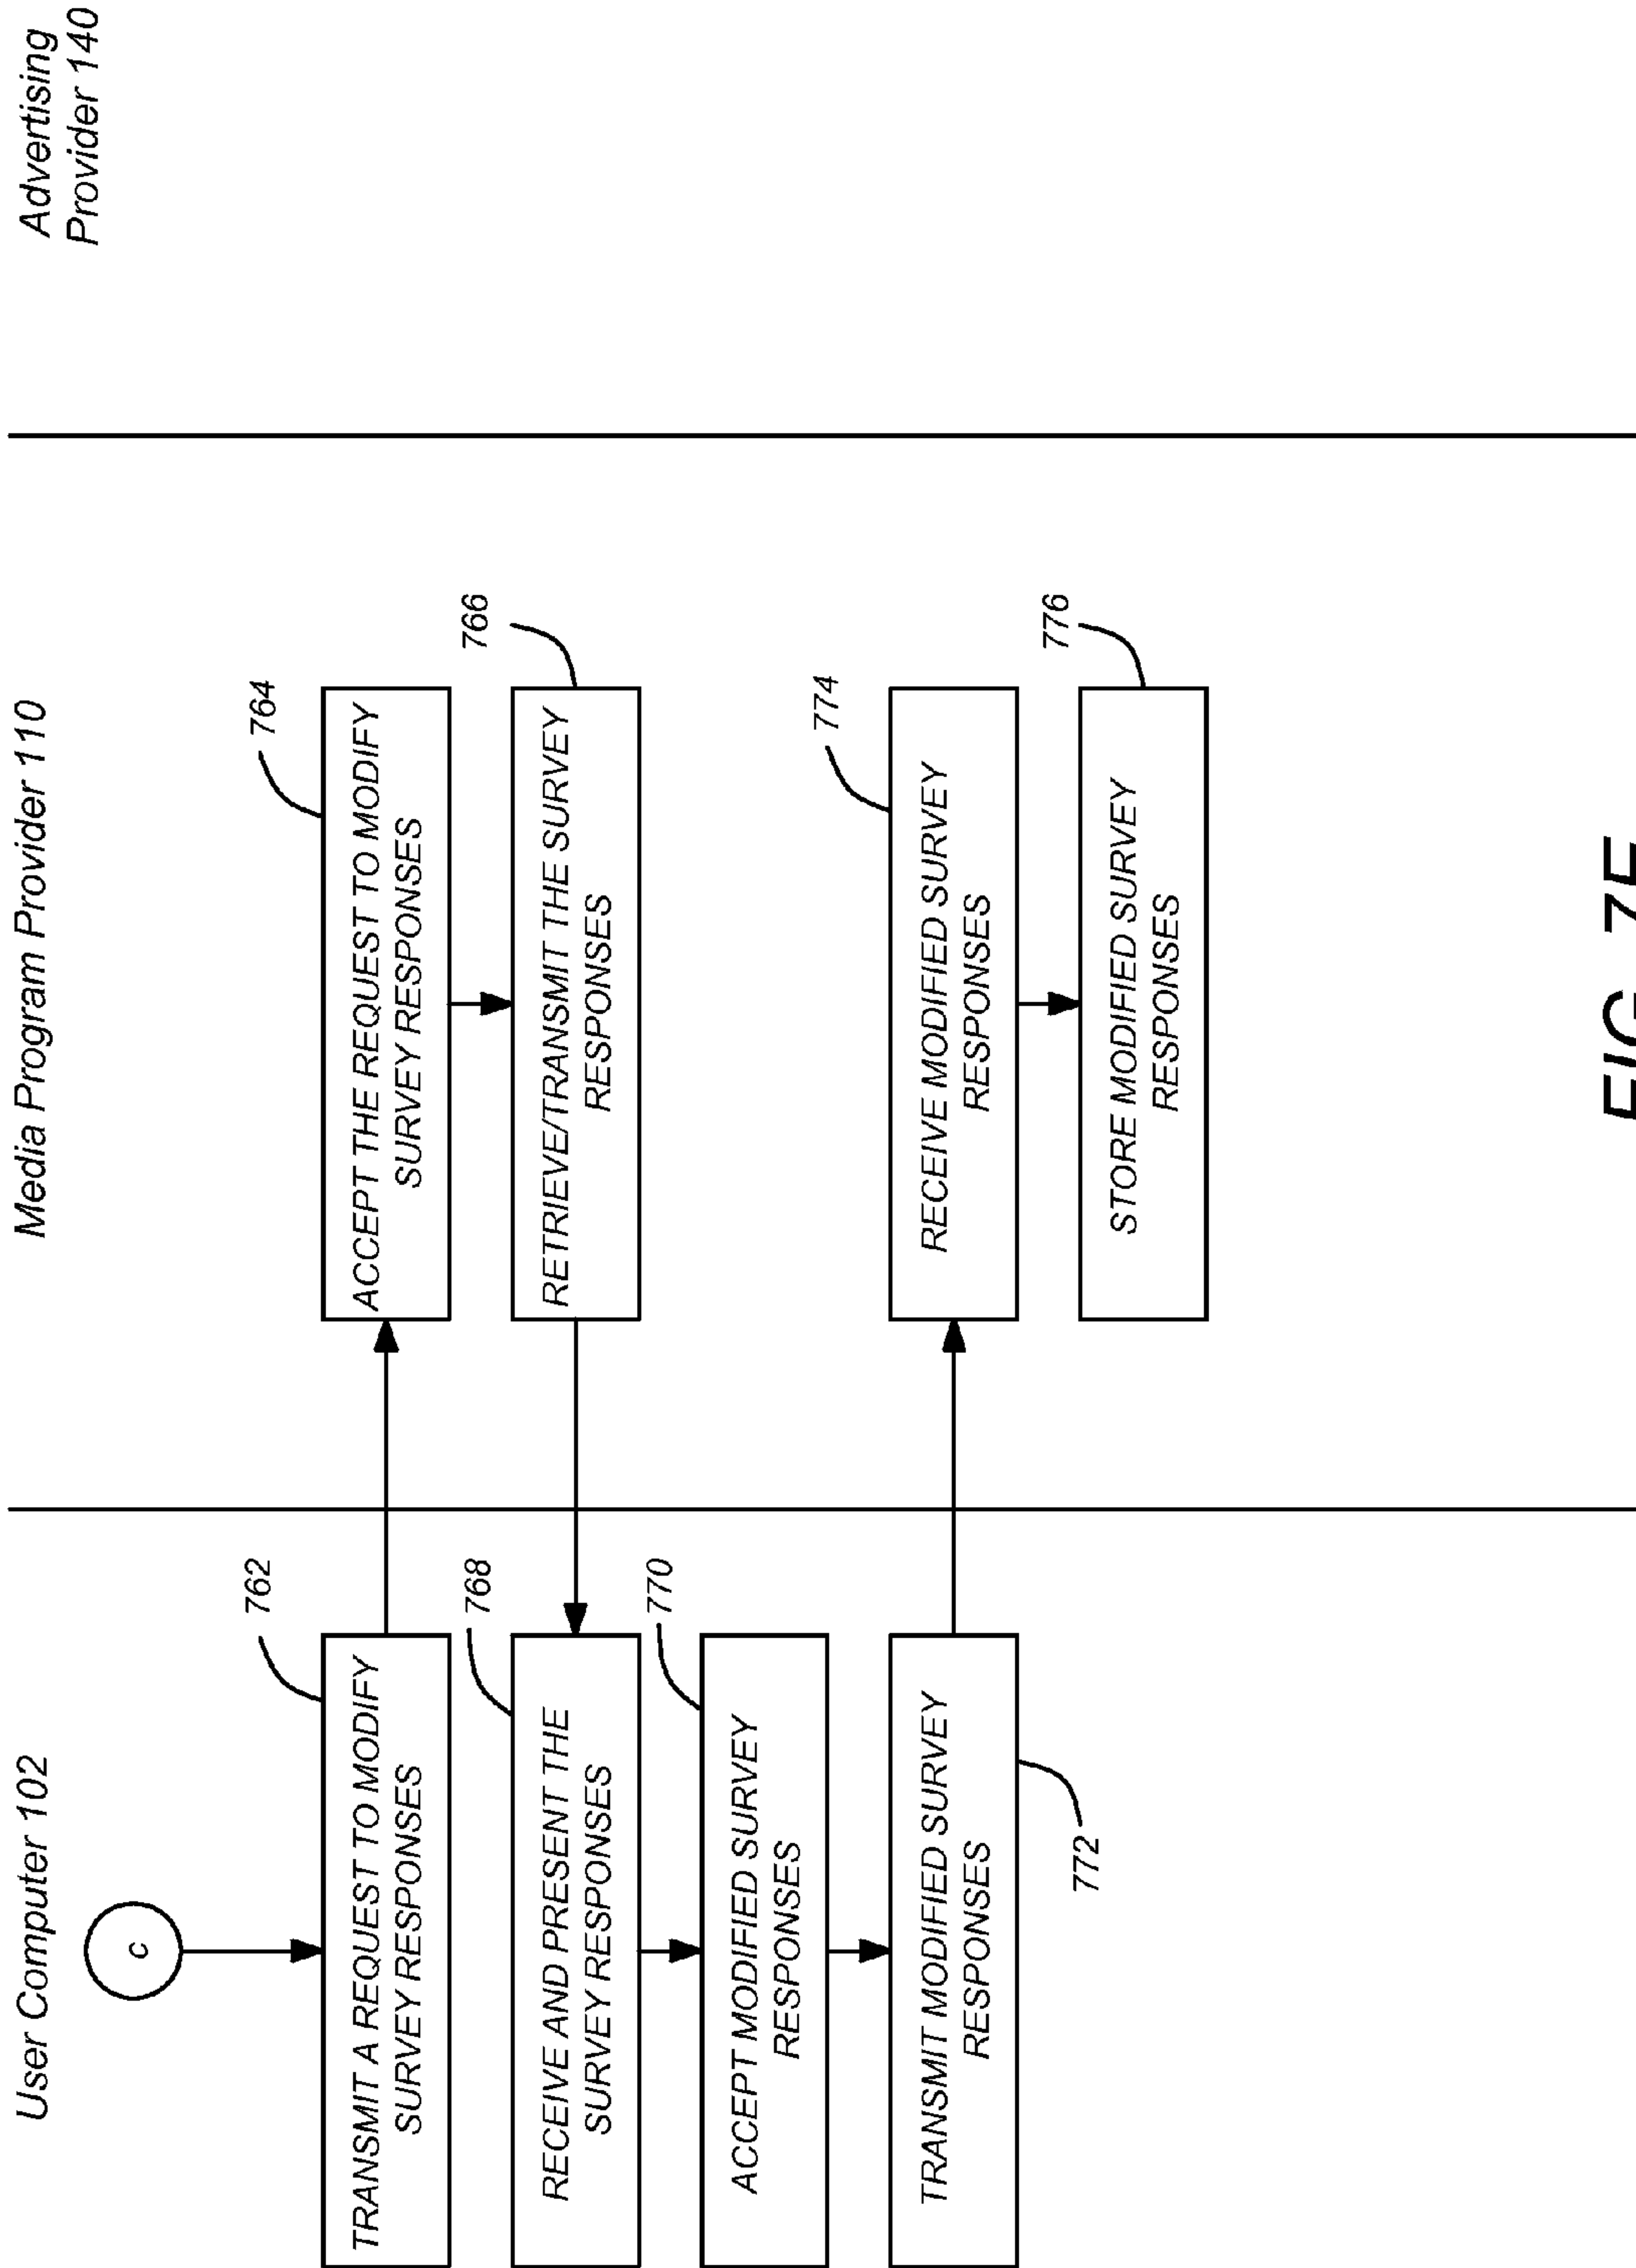 User Computer 102
Media Program Provider 110
Advertising
Provider 140
c
762
TRANSMIT A REQUEST TO MODIFY
SURVEY RESPONSES
764
ACCEPT THE REQUEST TO MODIFY
SURVEY RESPONSES
766
RETRIEVE/TRANSMIT THE SURVEY
RESPONSES
768
RECEIVE AND PRESENT THE
SURVEY RESPONSES
770
ACCEPT MODIFIED SURVEY
RESPONSES
TRANSMIT MODIFIED SURVEY
RESPONSES
772
774
RECEIVE MODIFIED SURVEY
RESPONSES
776
STORE MODIFIED SURVEY
RESPONSES
FIG